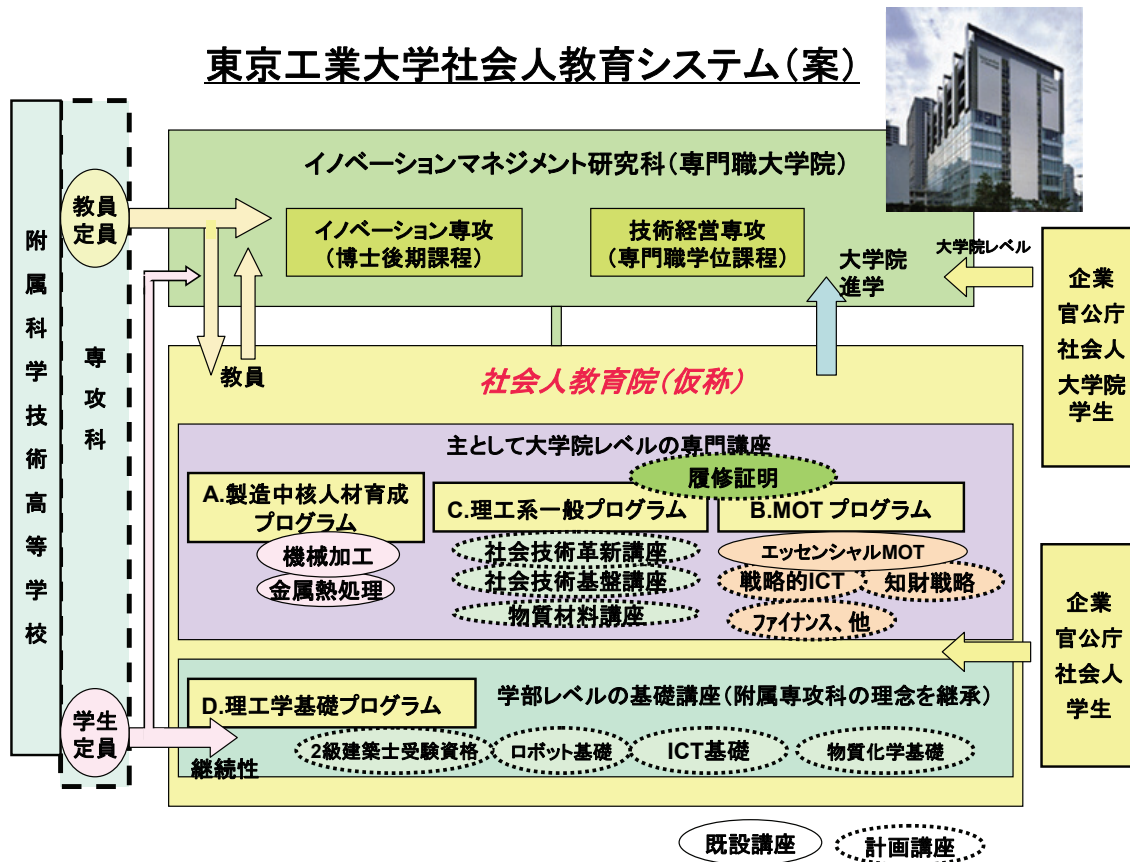 東京工業大学社会人教育システム(案)
附属科学技術高等学校
専攻科
教員
定員
学生
定員
イノベーションマネジメント研究科(専門職大学院)
イノベーション専攻
(博士後期課程)
技術経営専攻
(専門職学位課程)
大学院
進学
大学院レベル
企業
官公庁
社会人
大学院
学生
教員
社会人教育院(仮称)
主として大学院レベルの専門講座
履修証明
A.製造中核人材育成
プログラム
機械加工
金属熱処理
C.理工系一般プログラム
社会技術革新講座
社会技術基盤講座
物質材料講座
B.MOT プログラム
エッセンシャルMOT
戦略的ICT
知財戦略
ファイナンス、他
企業
官公庁
社会人
学生
D.理工学基礎プログラム
学部レベルの基礎講座(附属専攻科の理念を継承)
2級建築士受験資格
ロボット基礎
ICT基礎
物質化学基礎
継続性
既設講座
計画講座